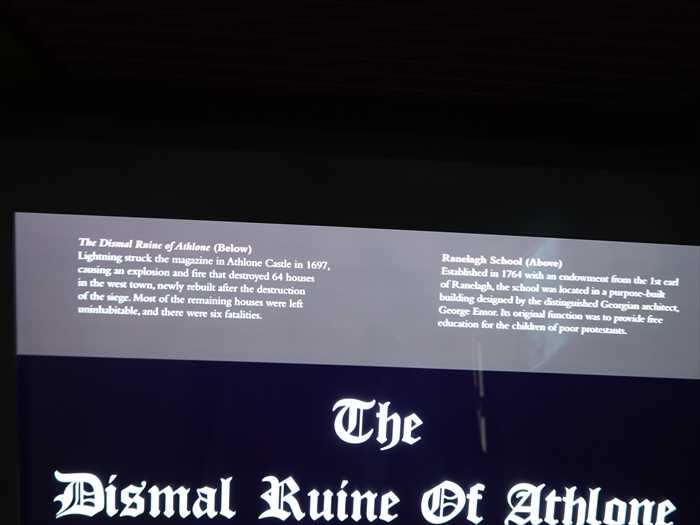 The Dismal Ruine of Athlone (Below)
Lightning struck the magazine in Athlone Castle in 1697,
causing an explosion and fire that destroyed 64 houses
in the west town, newly rebuilt after the destruction
of the siege. Most of the remaining houses were left
uninhabitable, and there were six fatalities.
Ranelagh School (Above)
Established in 1764 with an endowment from the 1st earl
of Ranelagh, the school was located in a purpose-built
building designed by the distinguished Georgian architect,
George Ensor. Its original function was to provide free
education for the children of poor protestants.
The
Dismal Ruine Of Athlone